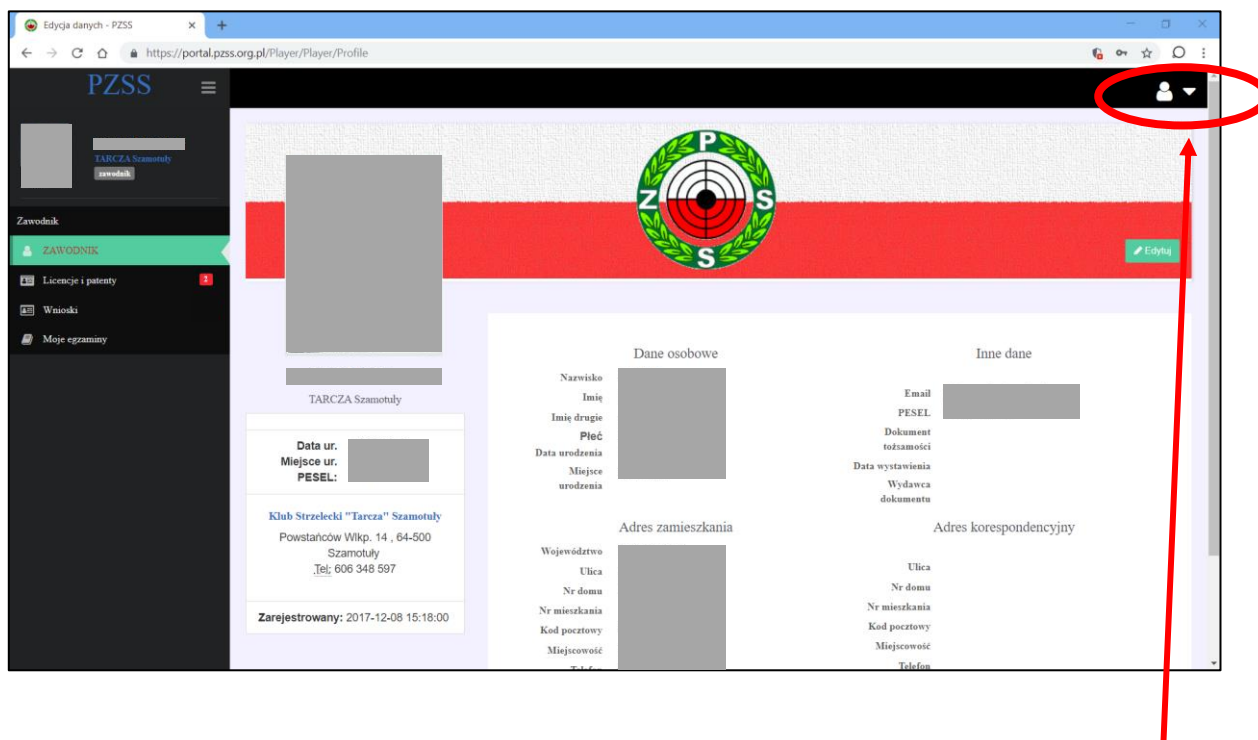 Edycja danych - PZSS
https://portal.pzss.org.pl/Player/Player/Profile
PZSS
TARCZA Szamotuły
zawodnik
Zawodnik
ZAWODNIK
Licencje i patenty
Wnioski
Moje egzaminy
P
Z S
S
Edytuj
TARCZA Szamotuły
Data ur.
Miejsce ur.
PESEL:
Klub Strzelecki "Tarcza" Szamotuły
Powstańców Wlkp. 14 , 64-500
Szamotuły
Tel: 606 348 597
Zarejestrowany: 2017-12-08 15:18:00
Dane osobowe
Nazwisko
Imię
Imię drugie
Płeć
Data urodzenia
Miejsce
urodzenia
Inne dane
Email
PESEL
Dokument
tożsamości
Data wystawienia
Wydawca
dokumentu
Adres zamieszkania
Województwo
Ulica
Nr domu
Nr mieszkania
Kod pocztowy
Miejscowość
Telefon
Adres korespondencyjny
Ulica
Nr domu
Nr mieszkania
Kod pocztowy
Miejscowość
Telefon